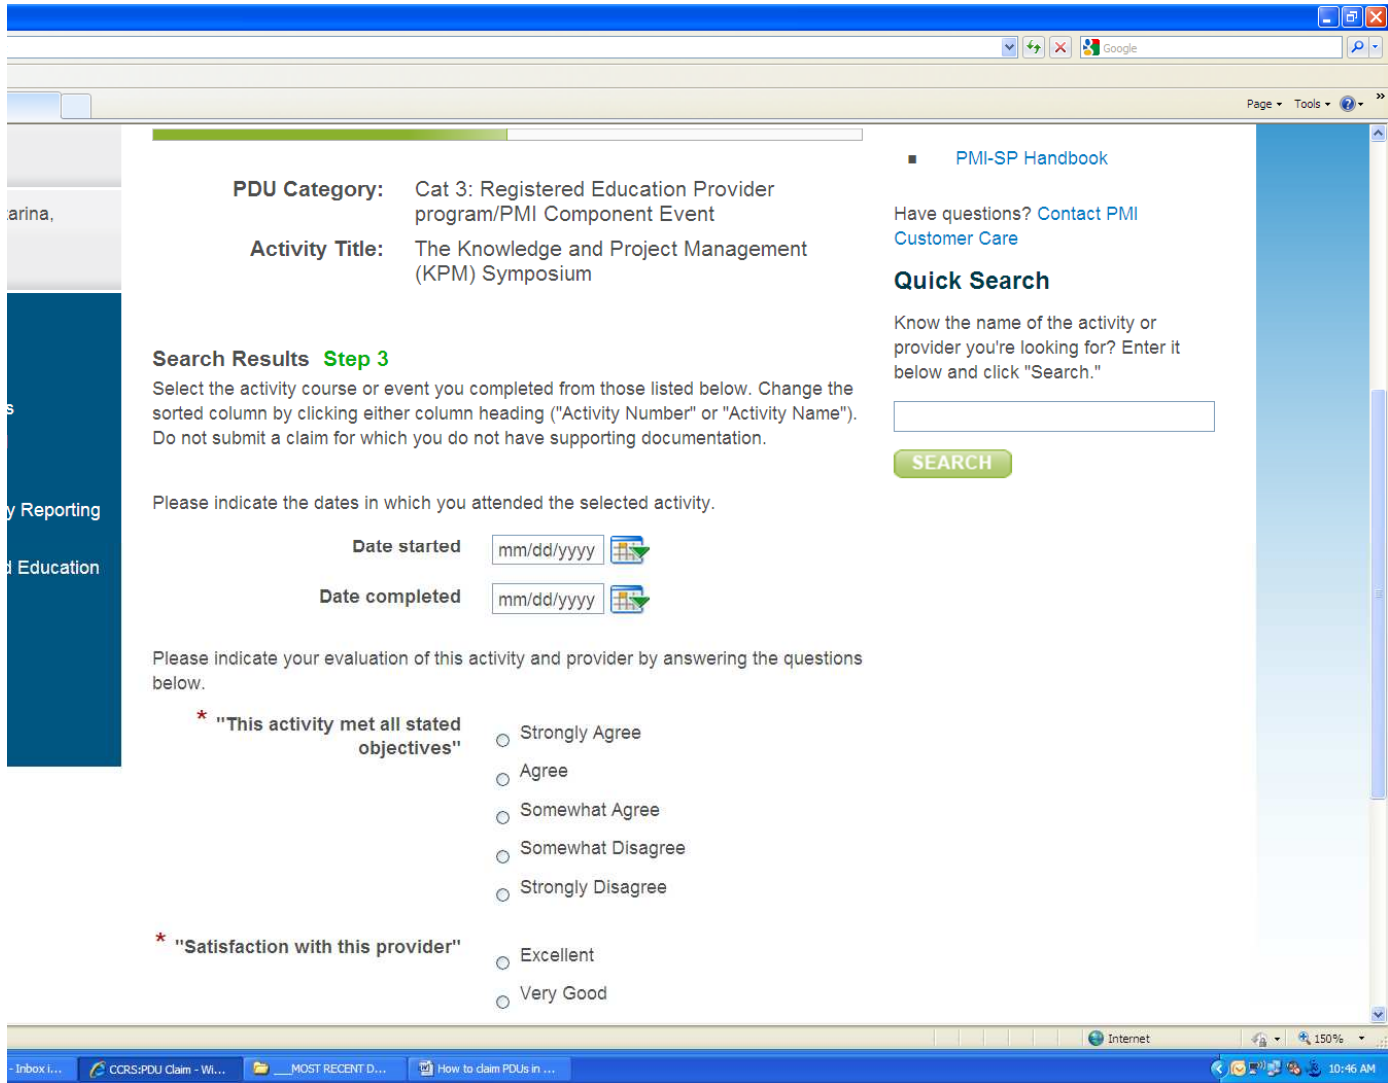 Google
Page
Tools
»
arina,
s
y Reporting
d Education
PDU Category: Cat 3: Registered Education Provider
program/PMI Component Event
Activity Title: The Knowledge and Project Management
(KPM) Symposium
Search Results Step 3
Select the activity course or event you completed from those listed below. Change the
sorted column by clicking either column heading ("Activity Number" or "Activity Name").
Do not submit a claim for which you do not have supporting documentation.
Please indicate the dates in which you attended the selected activity.
Date started mm/dd/yyyy
Date completed mm/dd/yyyy
Please indicate your evaluation of this activity and provider by answering the questions
below.
* "This activity met all stated
objectives"
Strongly Agree
Agree
Somewhat Agree
Somewhat Disagree
Strongly Disagree
* "Satisfaction with this provider"
Excellent
Very Good
PMI-SP Handbook
Have questions? Contact PMI
Customer Care
Quick Search
Know the name of the activity or
provider you're looking for? Enter it
below and click "Search."
SEARCH
Internet
150%
- Inbox i...
CCRS:PDU Claim - Wi...
___MOST RECENT D...
How to claim PDUs in ...
10:46 AM